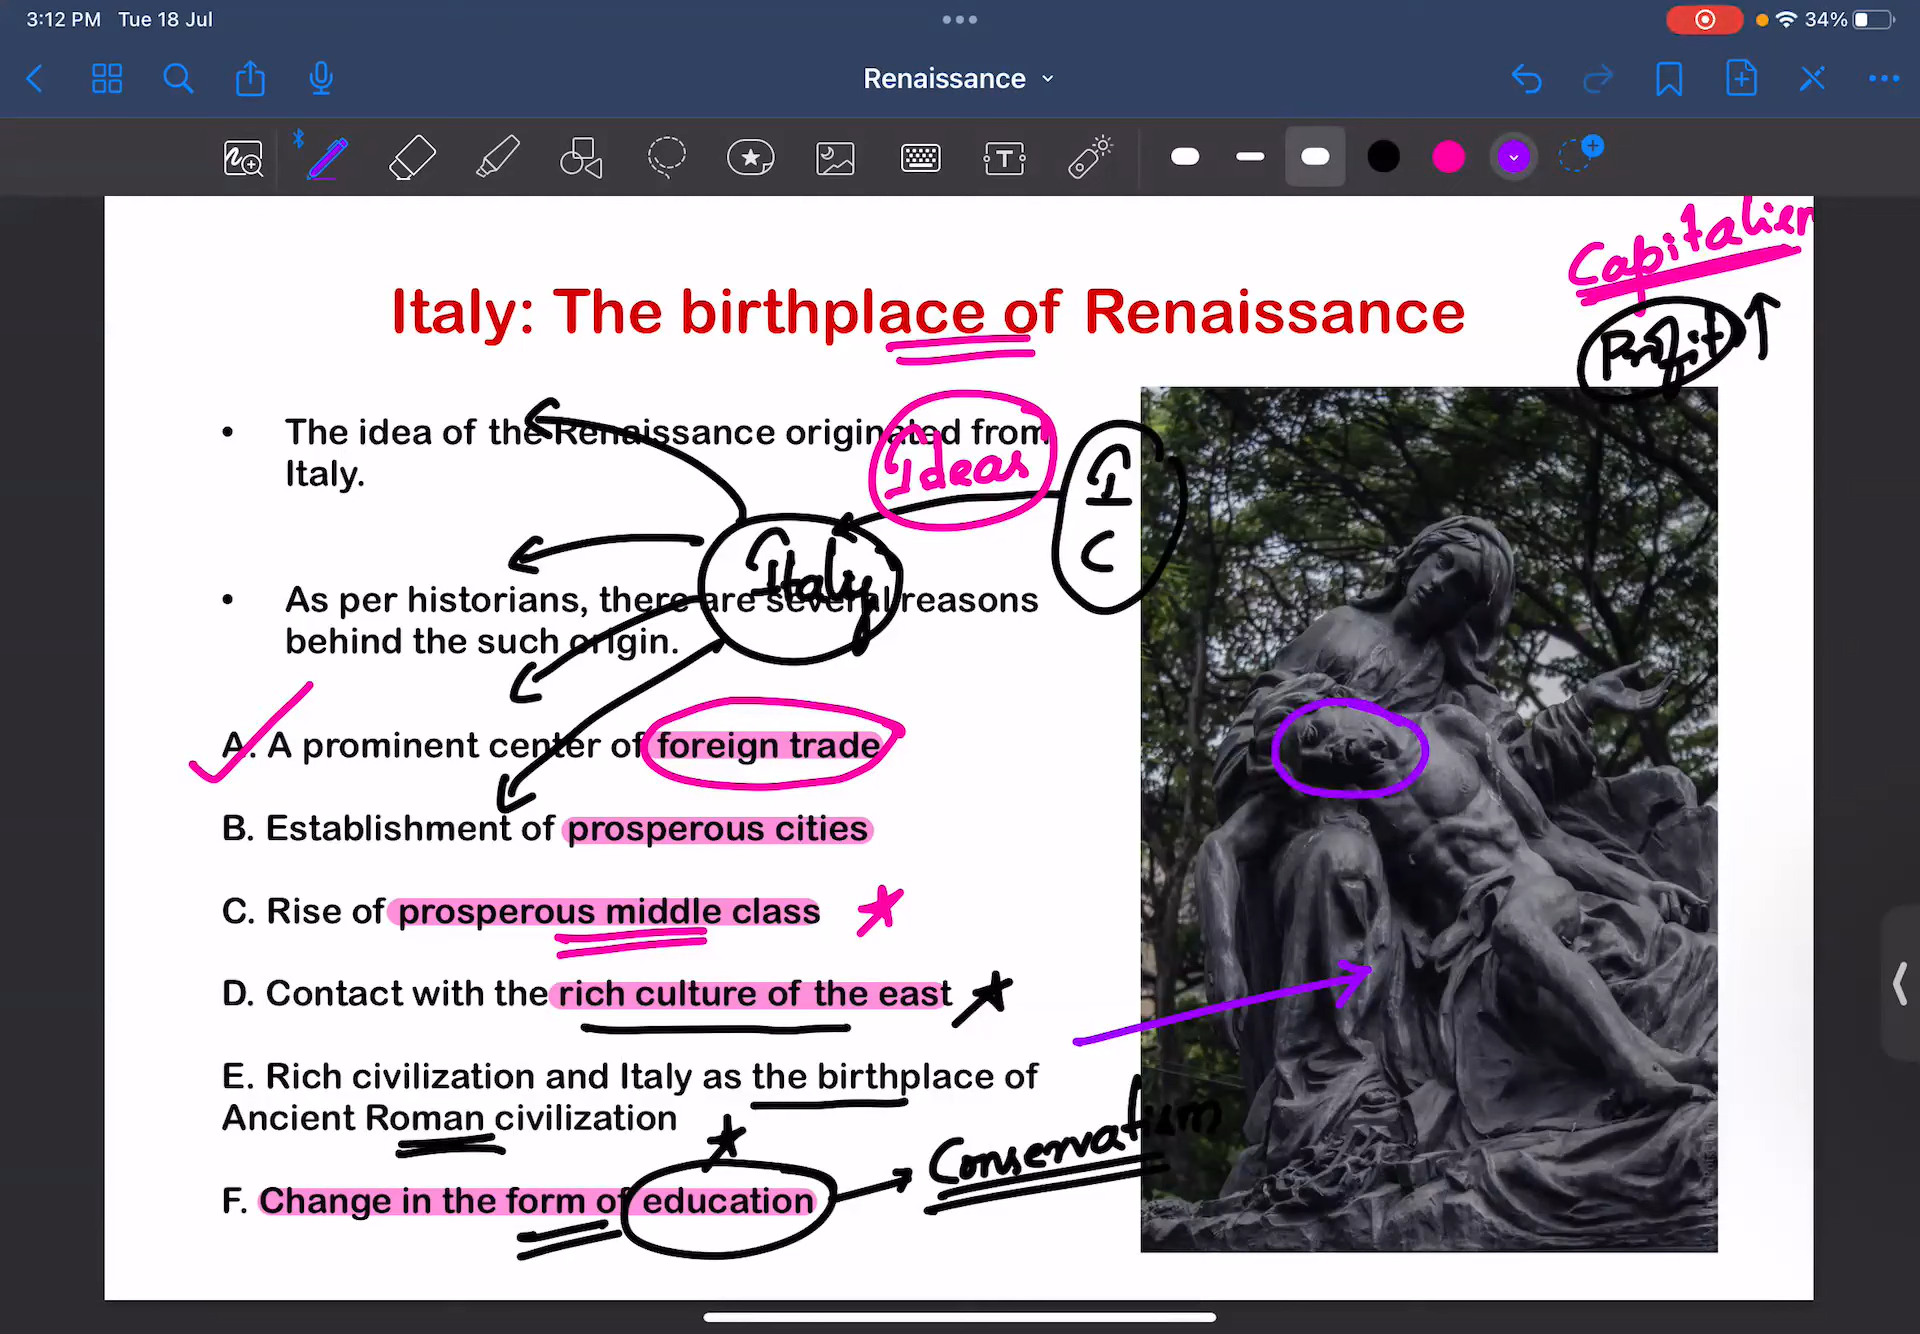 3:12 PM Tue 18 Jul
34%
Renaissance
T
Capitalism
Profit ↑
Italy: The birthplace of Renaissance
• The idea of the Renaissance originated from
Italy.
Ideas
I
C
Italy
• As per historians, there are several reasons
behind the such origin.
A. A prominent center of foreign trade
B. Establishment of prosperous cities
C. Rise of prosperous middle class
D. Contact with the rich culture of the east
E. Rich civilization and Italy as the birthplace of
Ancient Roman civilization
Conservatism
F. Change in the form of education